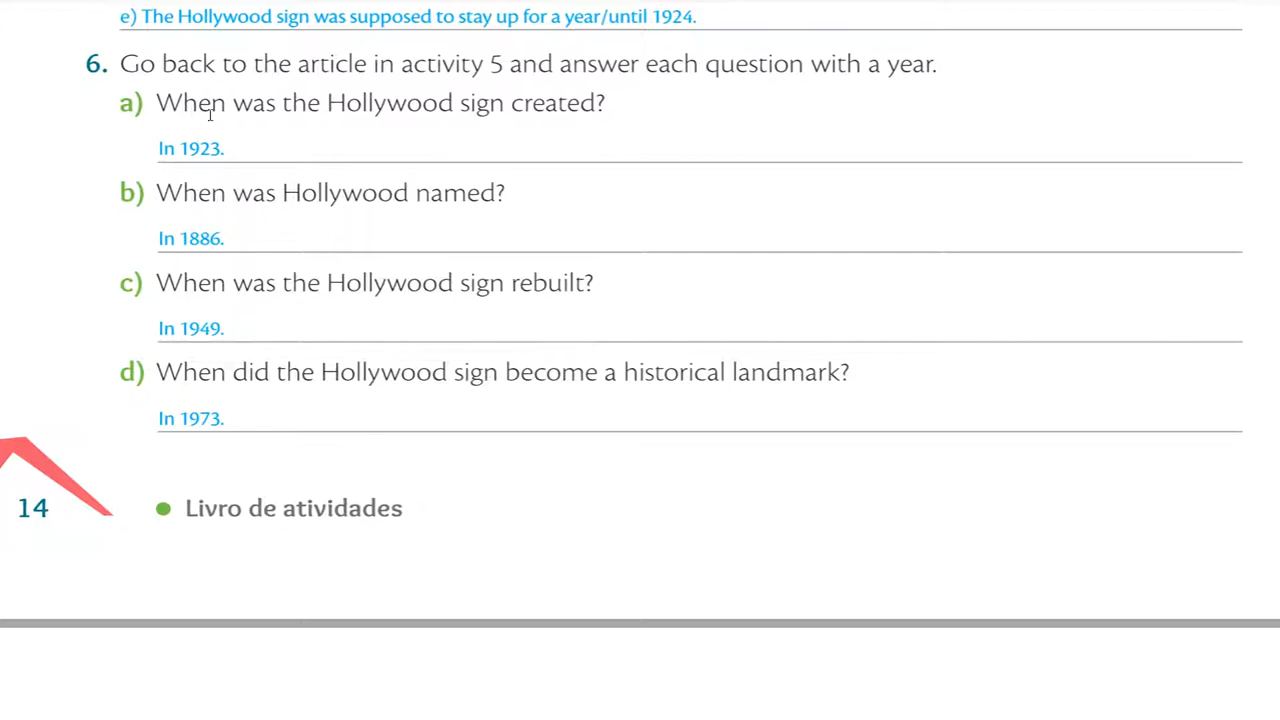 e) The Hollywood sign was supposed to stay up for a year/until 1924.
6. Go back to the article in activity 5 and answer each question with a year.
a) When was the Hollywood sign created?
In 1923.
b) When was Hollywood named?
In 1886.
c) When was the Hollywood sign rebuilt?
In 1949.
d) When did the Hollywood sign become a historical landmark?
In 1973.
14 • Livro de atividades